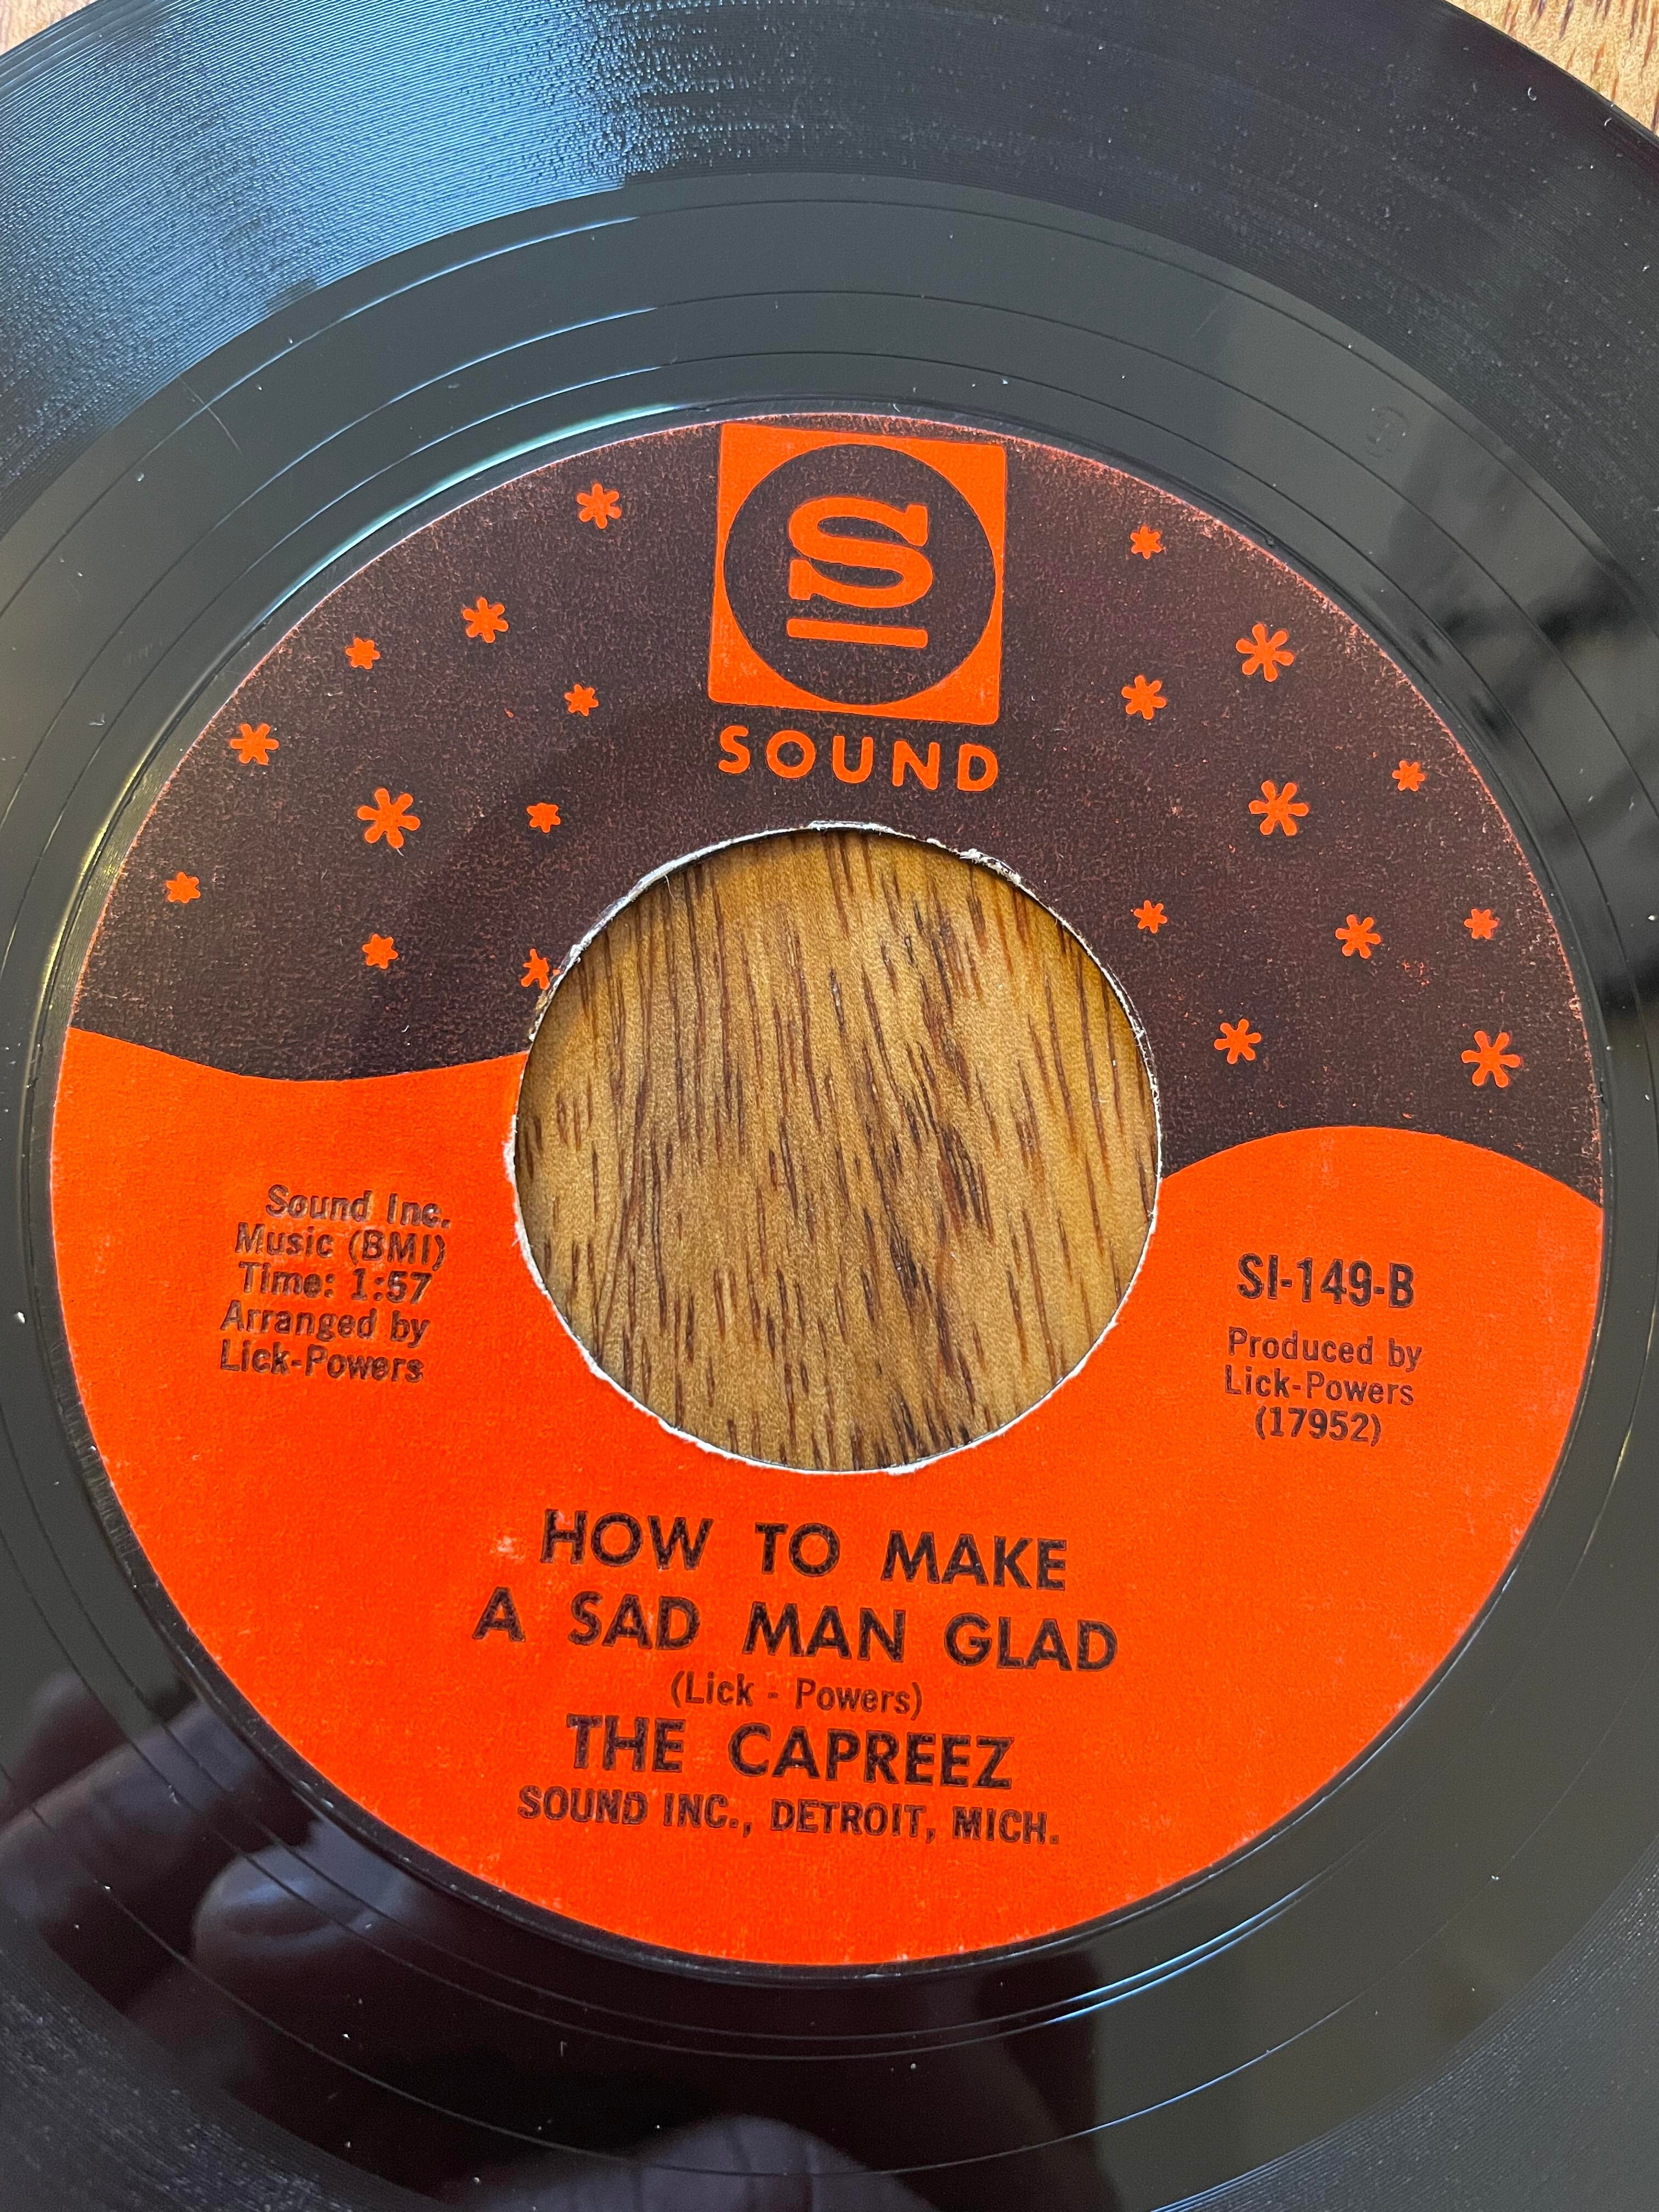 S
SOUND
Sound Inc.
Music (BMI)
Time: 1:57
Arranged by
Lick-Powers
SI-149-B
Produced by
Lick-Powers
(17952)
HOW TO MAKE
A SAD MAN GLAD
(Lick - Powers)
THE CAPREEZ
SOUND INC., DETROIT, MICH.